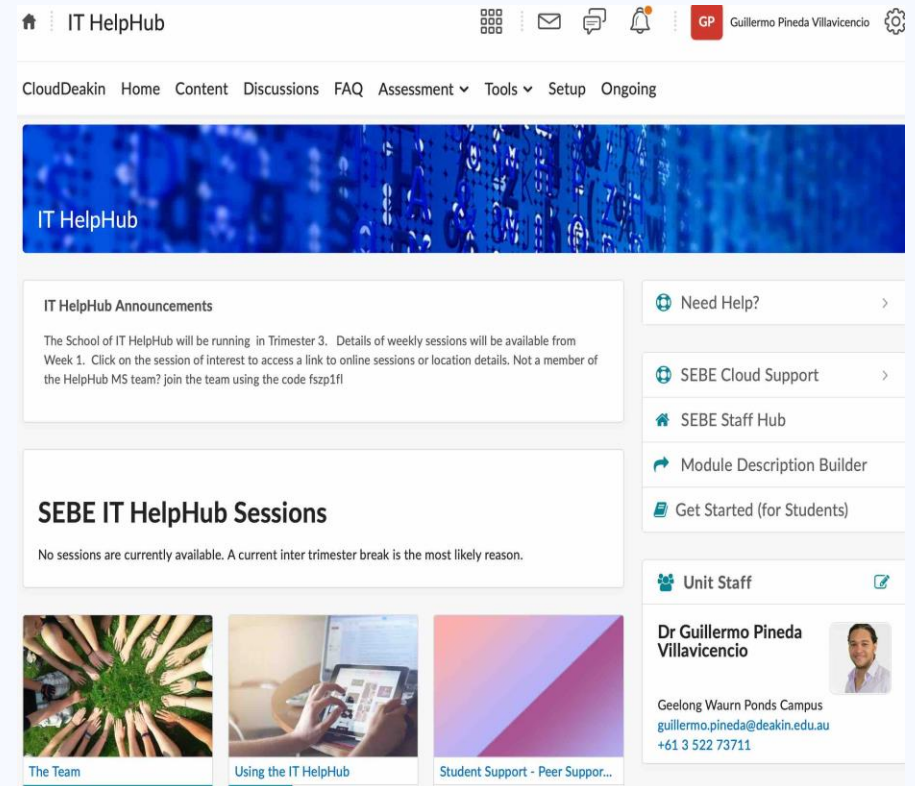 IT HelpHub
GP
Guillermo Pineda Villavicencio
CloudDeakin Home Content Discussions FAQ Assessment Tools Setup Ongoing
IT HelpHub
IT HelpHub Announcements
The School of IT HelpHub will be running in Trimester 3. Details of weekly sessions will be available from
Week 1. Click on the session of interest to access a link to online sessions or location details. Not a member of
the HelpHub MS team? join the team using the code fszp1fl
SEBE IT HelpHub Sessions
No sessions are currently available. A current inter trimester break is the most likely reason.
The Team
Using the IT HelpHub
Student Support - Peer Suppor...
Need Help?
SEBE Cloud Support
SEBE Staff Hub
Module Description Builder
Get Started (for Students)
Unit Staff
Dr Guillermo Pineda
Villavicencio
Geelong Waurn Ponds Campus
guillermo.pineda@deakin.edu.au
+61 3 522 73711